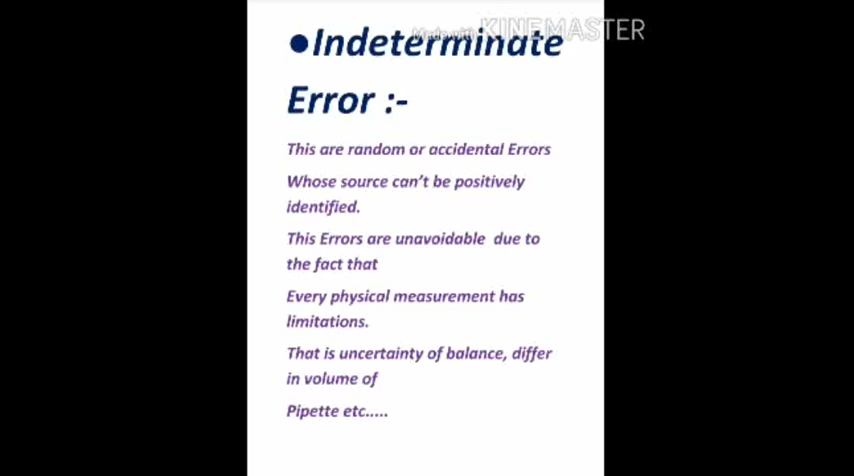 Made with KINEMASTER
●Indeterminate
Error :-
This are random or accidental Errors
Whose source can't be positively
identified.
This Errors are unavoidable due to
the fact that
Every physical measurement has
limitations.
That is uncertainty of balance, differ
in volume of
Pipette etc.....